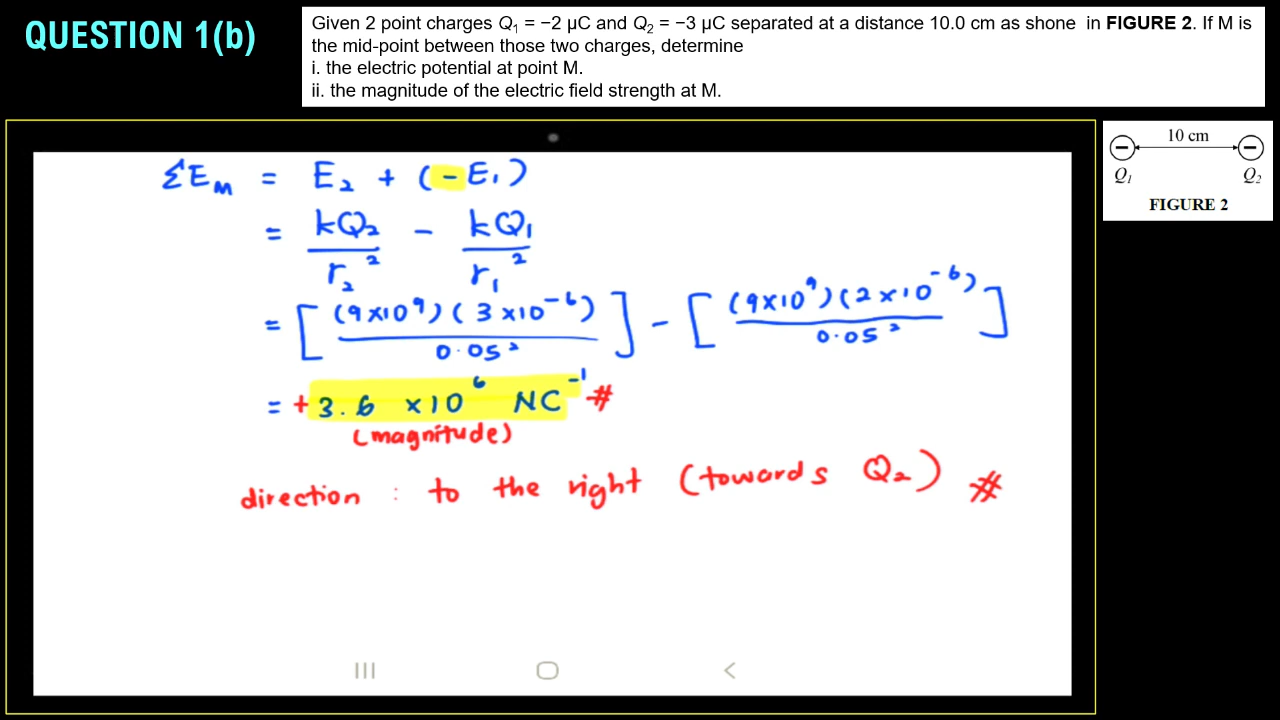 QUESTION 1(b)
Given 2 point charges Q₁ = −2 μC and Q₂ = −3 μC separated at a distance 10.0 cm as shone in FIGURE 2. If M is
the mid-point between those two charges, determine
i. the electric potential at point M.
ii. the magnitude of the electric field strength at M.
ΣE_M = E₂ + (−E₁)
= kQ₂/r₂² − kQ₁/r₁²
= [(9×10⁹)(3×10⁻⁶)/0.05²] − [(9×10⁹)(2×10⁻⁶)/0.05²]
= +3.6 ×10⁶ NC⁻¹ #
(magnitude)
direction : to the right (towards Q₂) #
10 cm
Q₁ Q₂
FIGURE 2